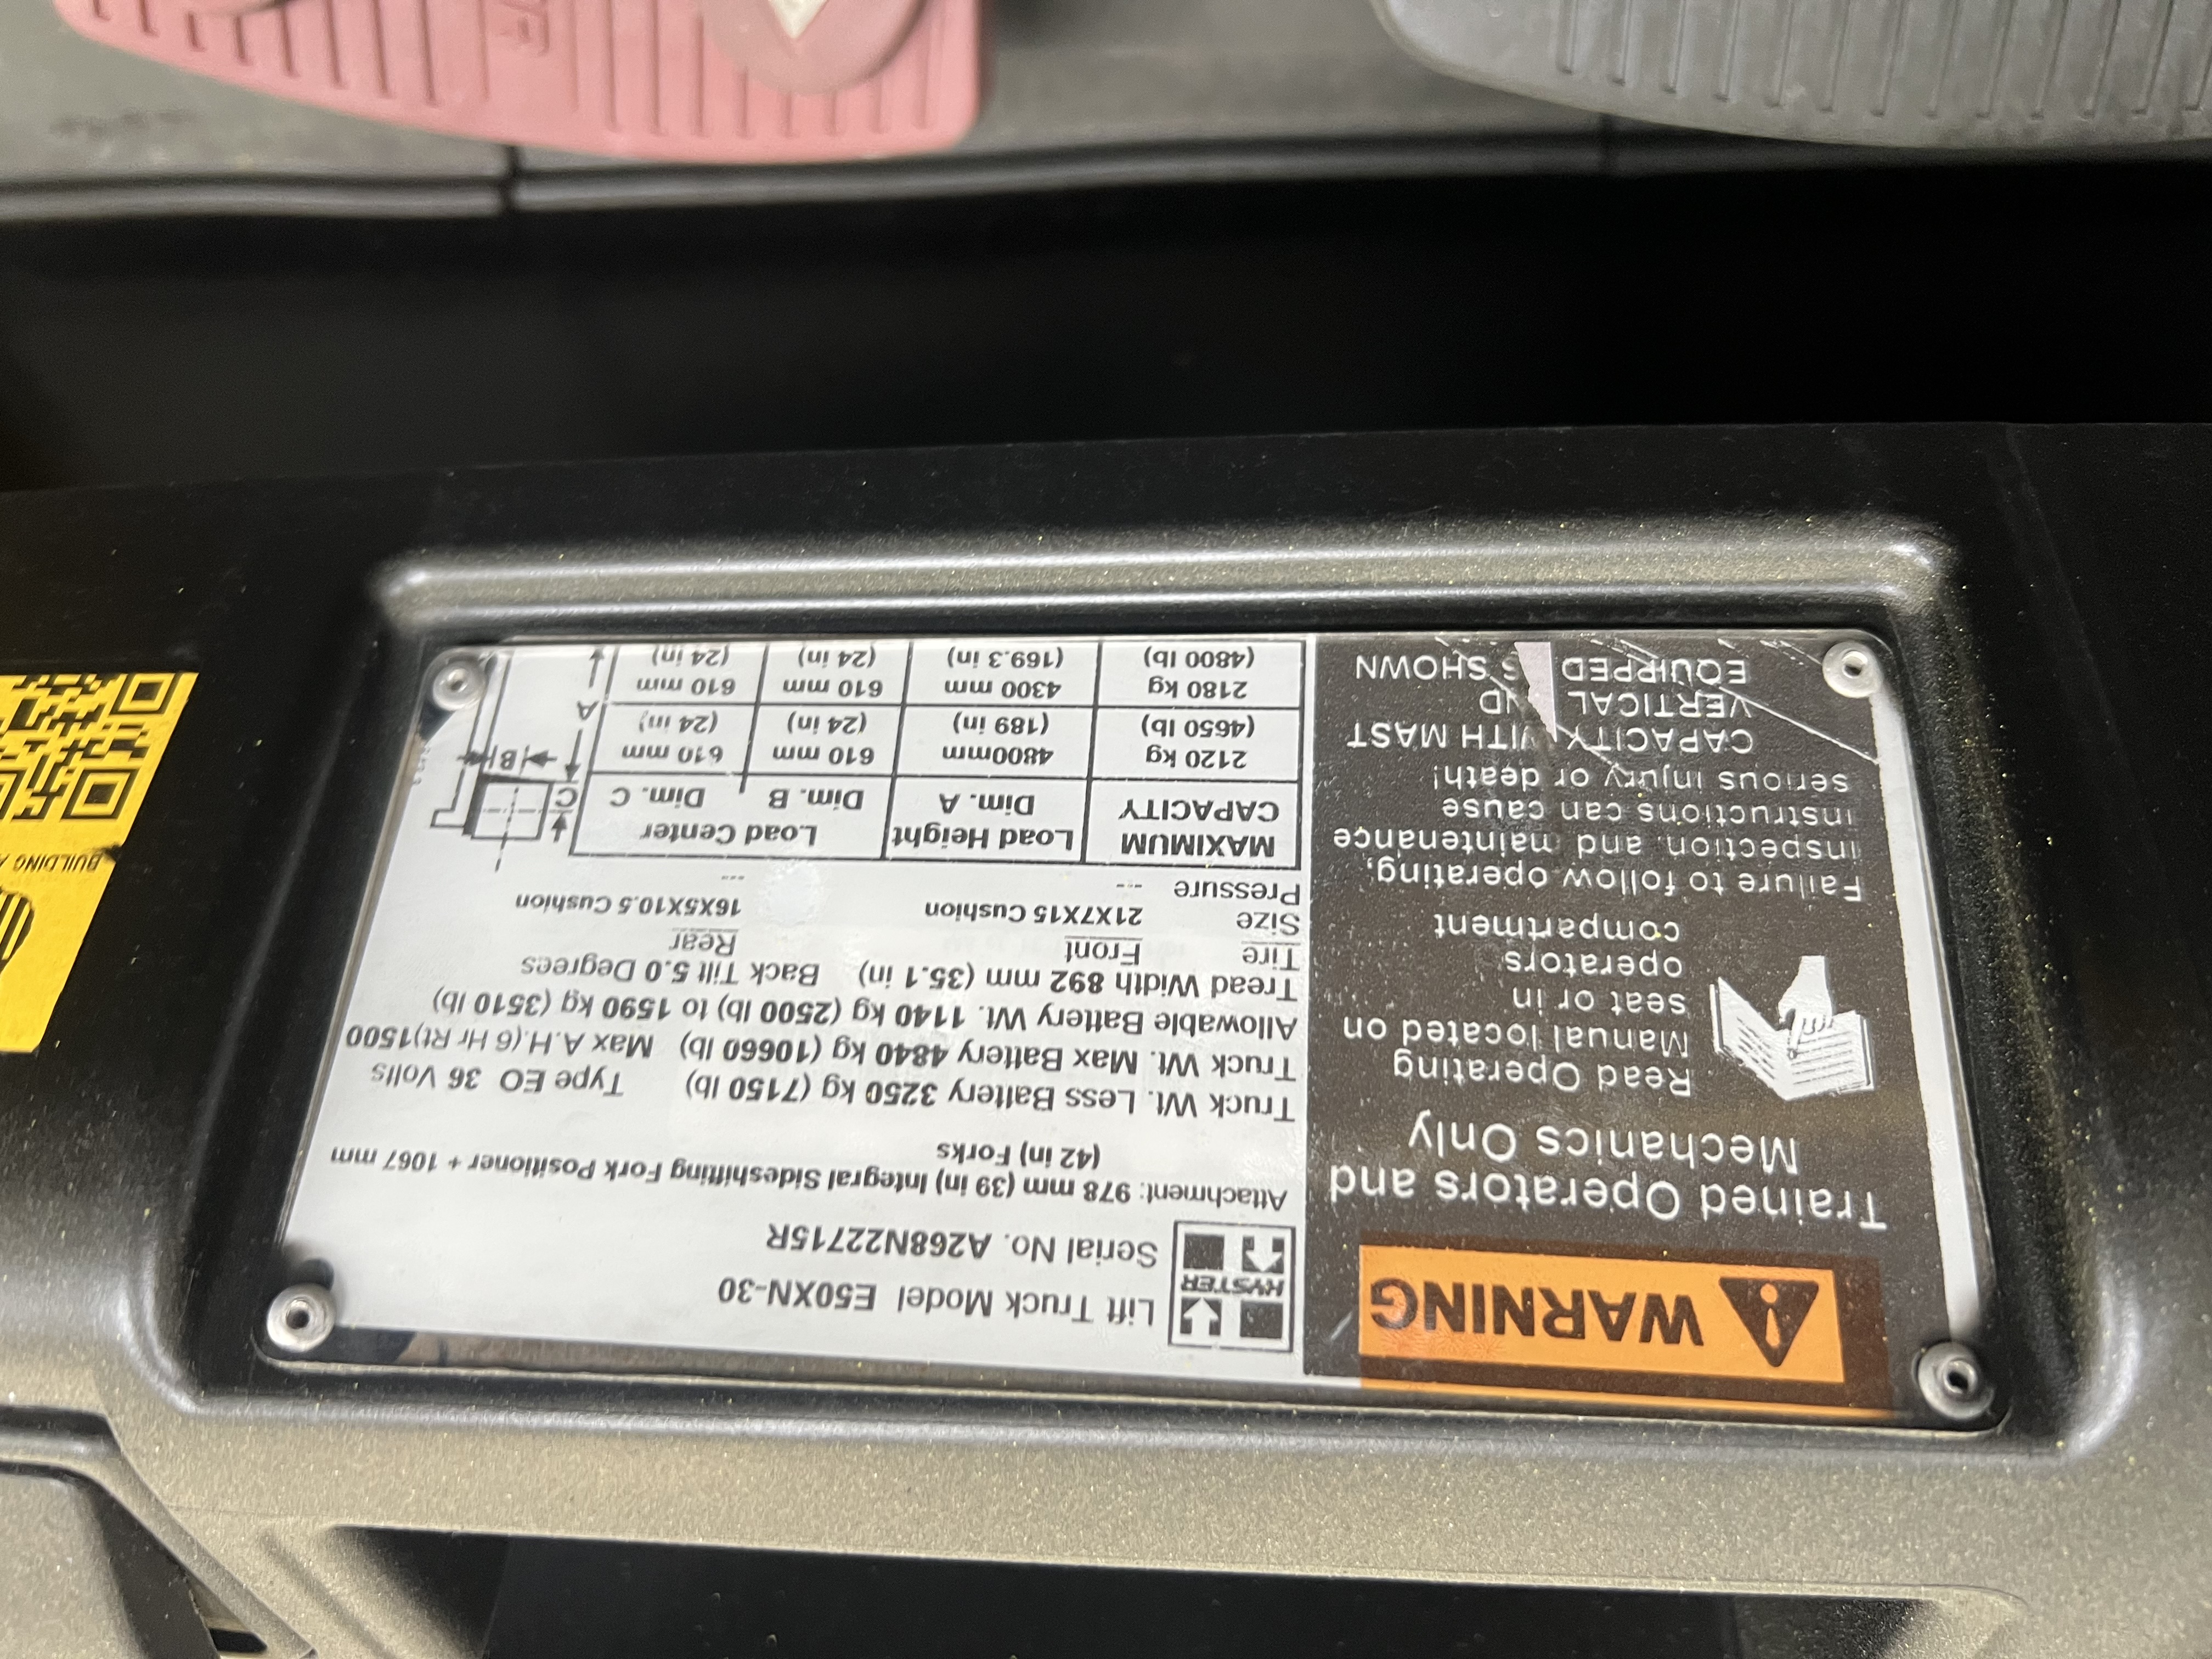 WARNING
Trained Operators and
Mechanics Only
Read Operating
Manual located on
seat or in
operators
compartment
Failure to follow operating,
inspection, and maintenance
instructions can cause
serious injury or death!
CAPACITY WITH MAST
VERTICAL
EQUIPPED SHOWN
HYSTER
Lift Truck Model E50XN-30
Serial No. A268N22715R
Attachment: 978 mm (39 in) Integral Sideshifting Fork Positioner + 1067 mm
(42 in) Forks
Truck Wt. Less Battery 3250 kg (7150 lb) Type EO 36 Volts
Truck Wt. Max Battery 4840 kg (10660 lb) Max A.H.(6 Hr Rt)1500
Allowable Battery Wt. 1140 kg (2500 lb) to 1590 kg (3510 lb)
Tread Width 892 mm (35.1 in) Back Tilt 5.0 Degrees
Tire Front Rear
Size 21X7X15 Cushion 16X5X10.5 Cushion
Pressure --- ---
MAXIMUM CAPACITY Load Height Dim. A Load Center Dim. B Dim. C
2120 kg (4650 lb) 4800mm (189 in) 610 mm (24 in) 610 mm (24 in)
2180 kg (4800 lb) 4300 mm (169.3 in) 610 mm (24 in) 610 mm (24 in)
C
B
A
BUILDING